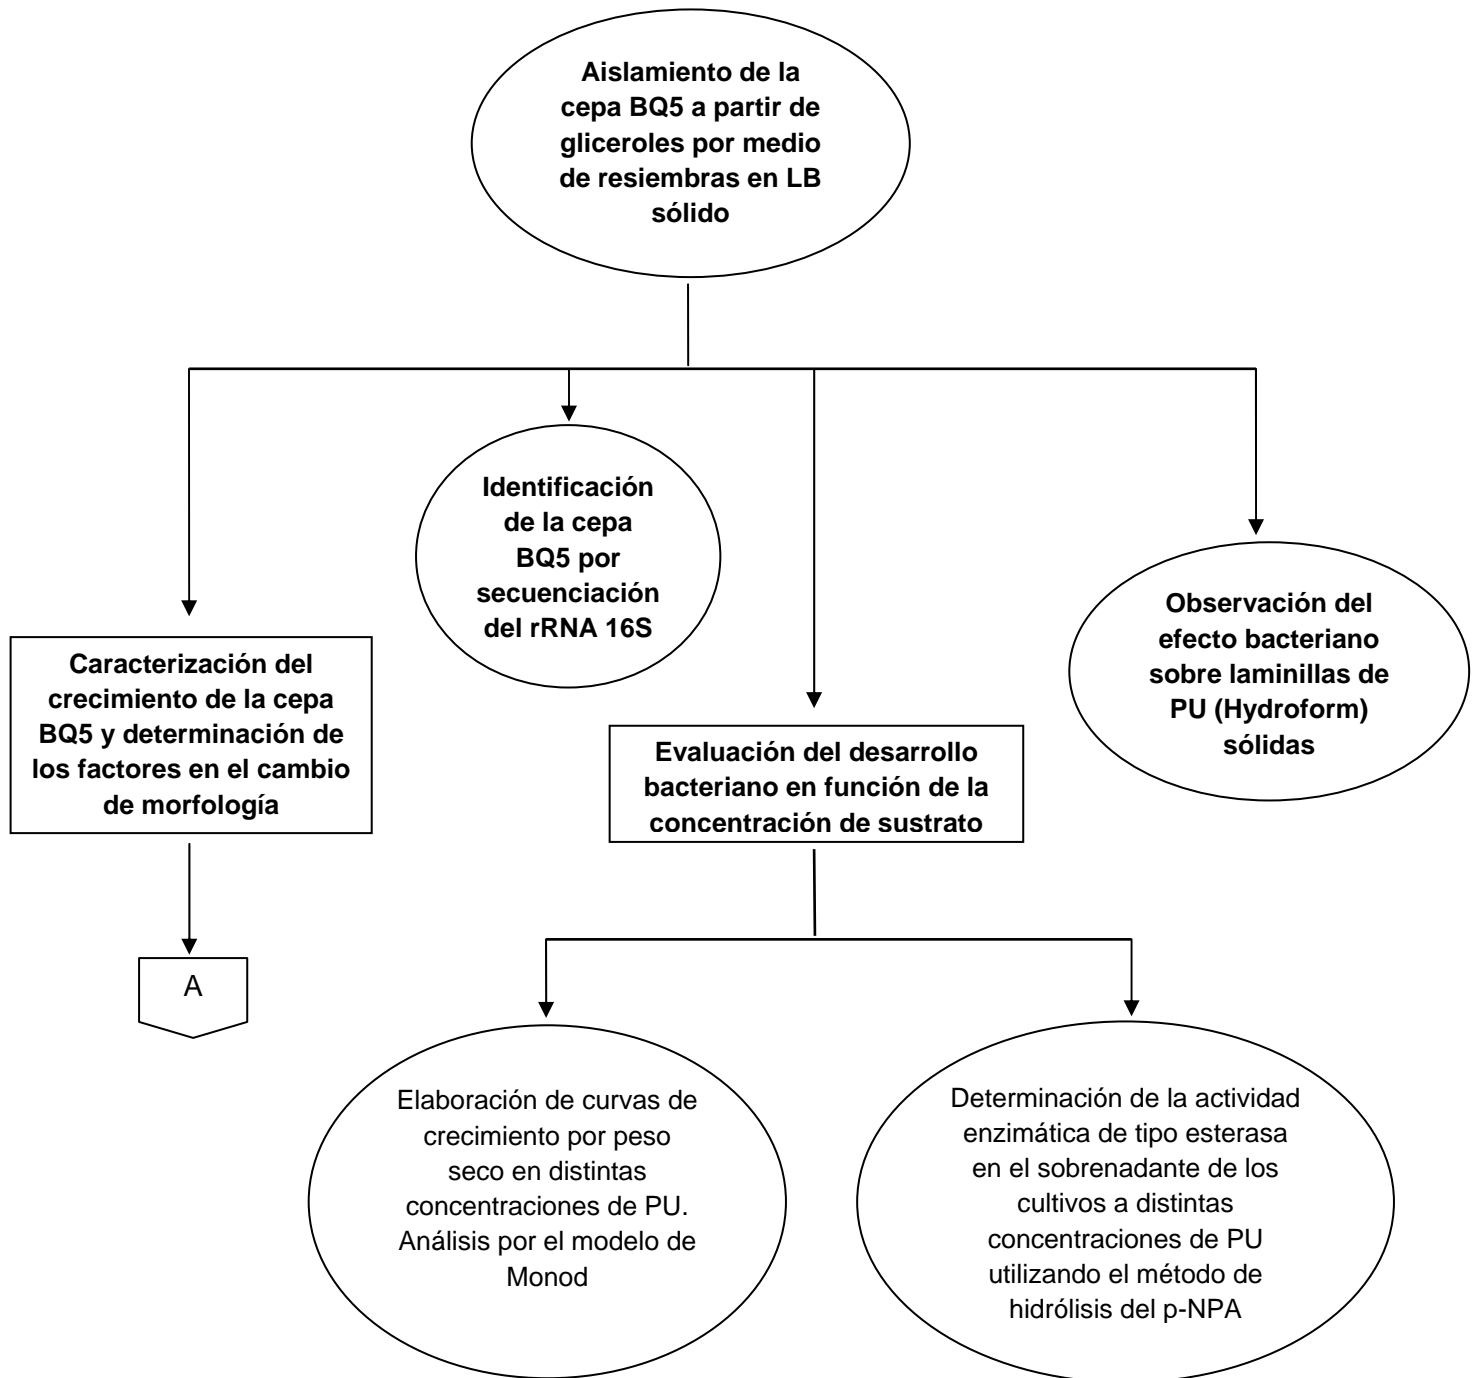 Aislamiento de la
cepa BQ5 a partir de
gliceroles por medio
de resiembras en LB
sólido
Identificación
de la cepa
BQ5 por
secuenciación
del rRNA 16S
Observación del
efecto bacteriano
sobre laminillas de
PU (Hydroform)
sólidas
Caracterización del
crecimiento de la cepa
BQ5 y determinación de
los factores en el cambio
de morfología
Evaluación del desarrollo
bacteriano en función de la
concentración de sustrato
A
Elaboración de curvas de
crecimiento por peso
seco en distintas
concentraciones de PU.
Análisis por el modelo de
Monod
Determinación de la actividad
enzimática de tipo esterasa
en el sobrenadante de los
cultivos a distintas
concentraciones de PU
utilizando el método de
hidrólisis del p-NPA